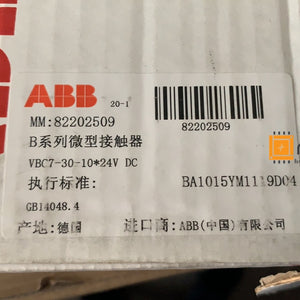 ABB 20-1
MM:82202509
82202509
B系列微型接触器
VBC7-30-10*24V DC
执行标准:
BA1015YM1119D04
GB14048.4
产地:德国 进口商:ABB(中国)有限公司